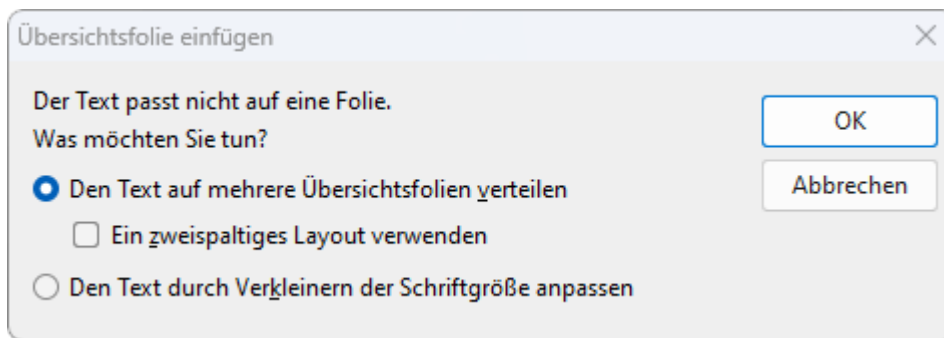 Übersichtsfolie einfügen
Der Text passt nicht auf eine Folie.
Was möchten Sie tun?
Den Text auf mehrere Übersichtsfolien verteilen
Ein zweispaltiges Layout verwenden
Den Text durch Verkleinern der Schriftgröße anpassen
OK
Abbrechen